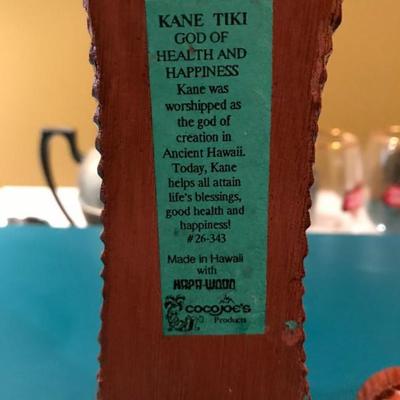 KANE TIKI
GOD OF
HEALTH AND
HAPPINESS
Kane was
worshipped as
the god of
creation in
Ancient Hawaii.
Today, Kane
helps all attain
life's blessings,
good health and
happiness!
#26-343
Made in Hawaii
with
HAPA-WOOD
by
COCOJOE'S
Products